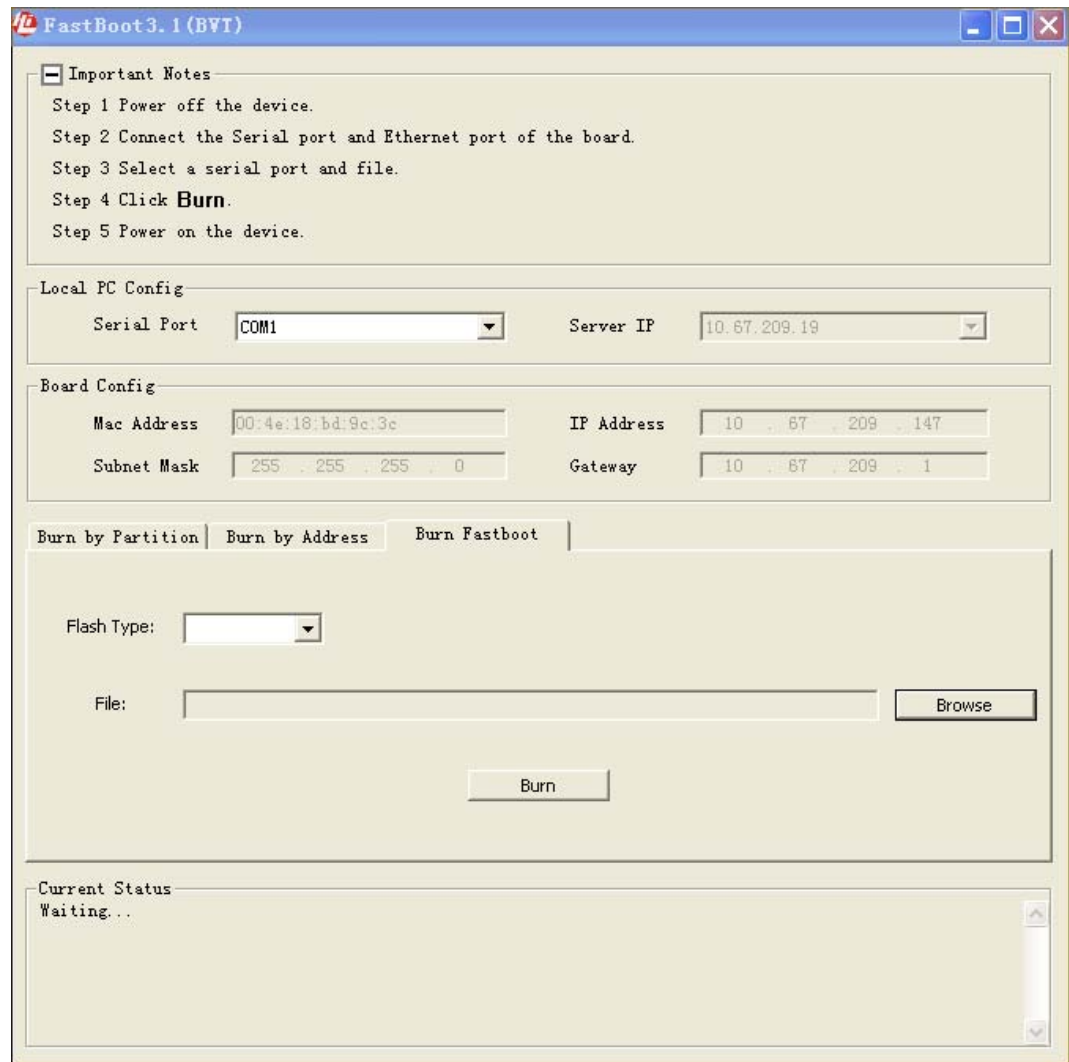 FastBoot3.1(BVT)
Important Notes
Step 1 Power off the device.
Step 2 Connect the Serial port and Ethernet port of the board.
Step 3 Select a serial port and file.
Step 4 Click Burn.
Step 5 Power on the device.
Local PC Config
Serial Port COM1 Server IP 10.67.209.19
Board Config
Mac Address 00:4e:18:bd:9c:3c IP Address 10 . 67 . 209 . 147
Subnet Mask 255 . 255 . 255 . 0 Gateway 10 . 67 . 209 . 1
Burn by Partition Burn by Address Burn Fastboot
Flash Type:
File: Browse
Burn
Current Status
Waiting...